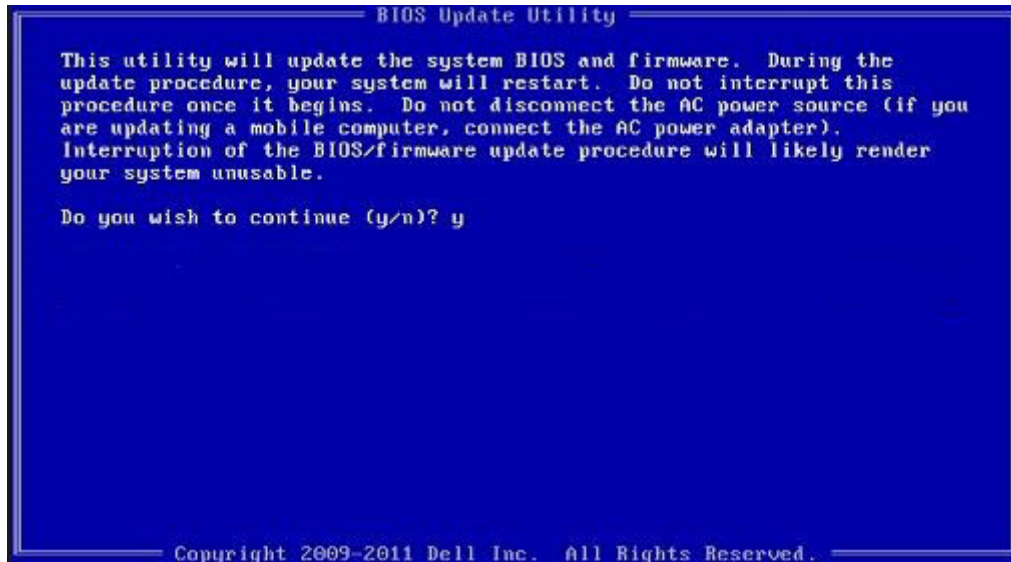 BIOS Update Utility
This utility will update the system BIOS and firmware. During the
update procedure, your system will restart. Do not interrupt this
procedure once it begins. Do not disconnect the AC power source (if you
are updating a mobile computer, connect the AC power adapter).
Interruption of the BIOS/firmware update procedure will likely render
your system unusable.
Do you wish to continue (y/n)? y
Copyright 2009-2011 Dell Inc. All Rights Reserved.